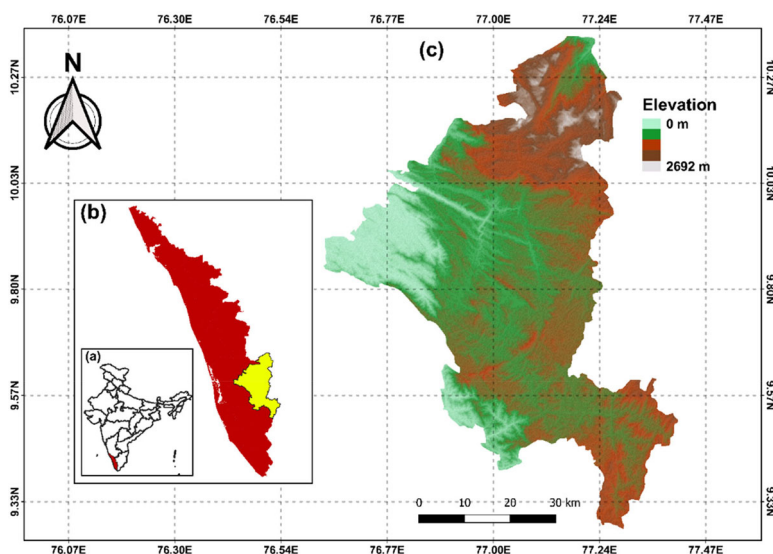 76.07E 76.30E 76.54E 76.77E 77.00E 77.24E 77.47E
(c)
N
10.27N 10.27N
Elevation
0 m
2692 m
10.03N 10.03N
(b)
9.80N 9.80N
(a)
9.57N 9.57N
0 10 20 30 km
9.33N 9.33N
76.07E 76.30E 76.54E 76.77E 77.00E 77.24E 77.47E